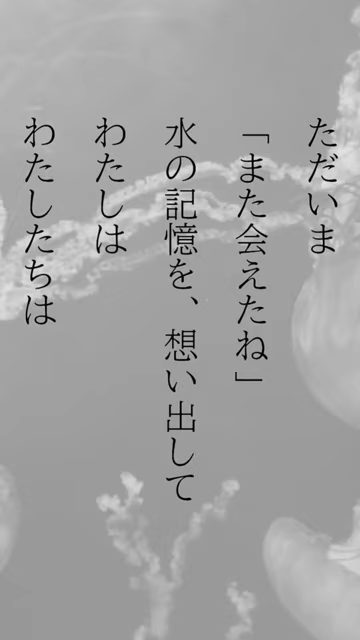 ただいま
「また会えたね」
水の記憶を、想い出して
わたしは
わたしたちは